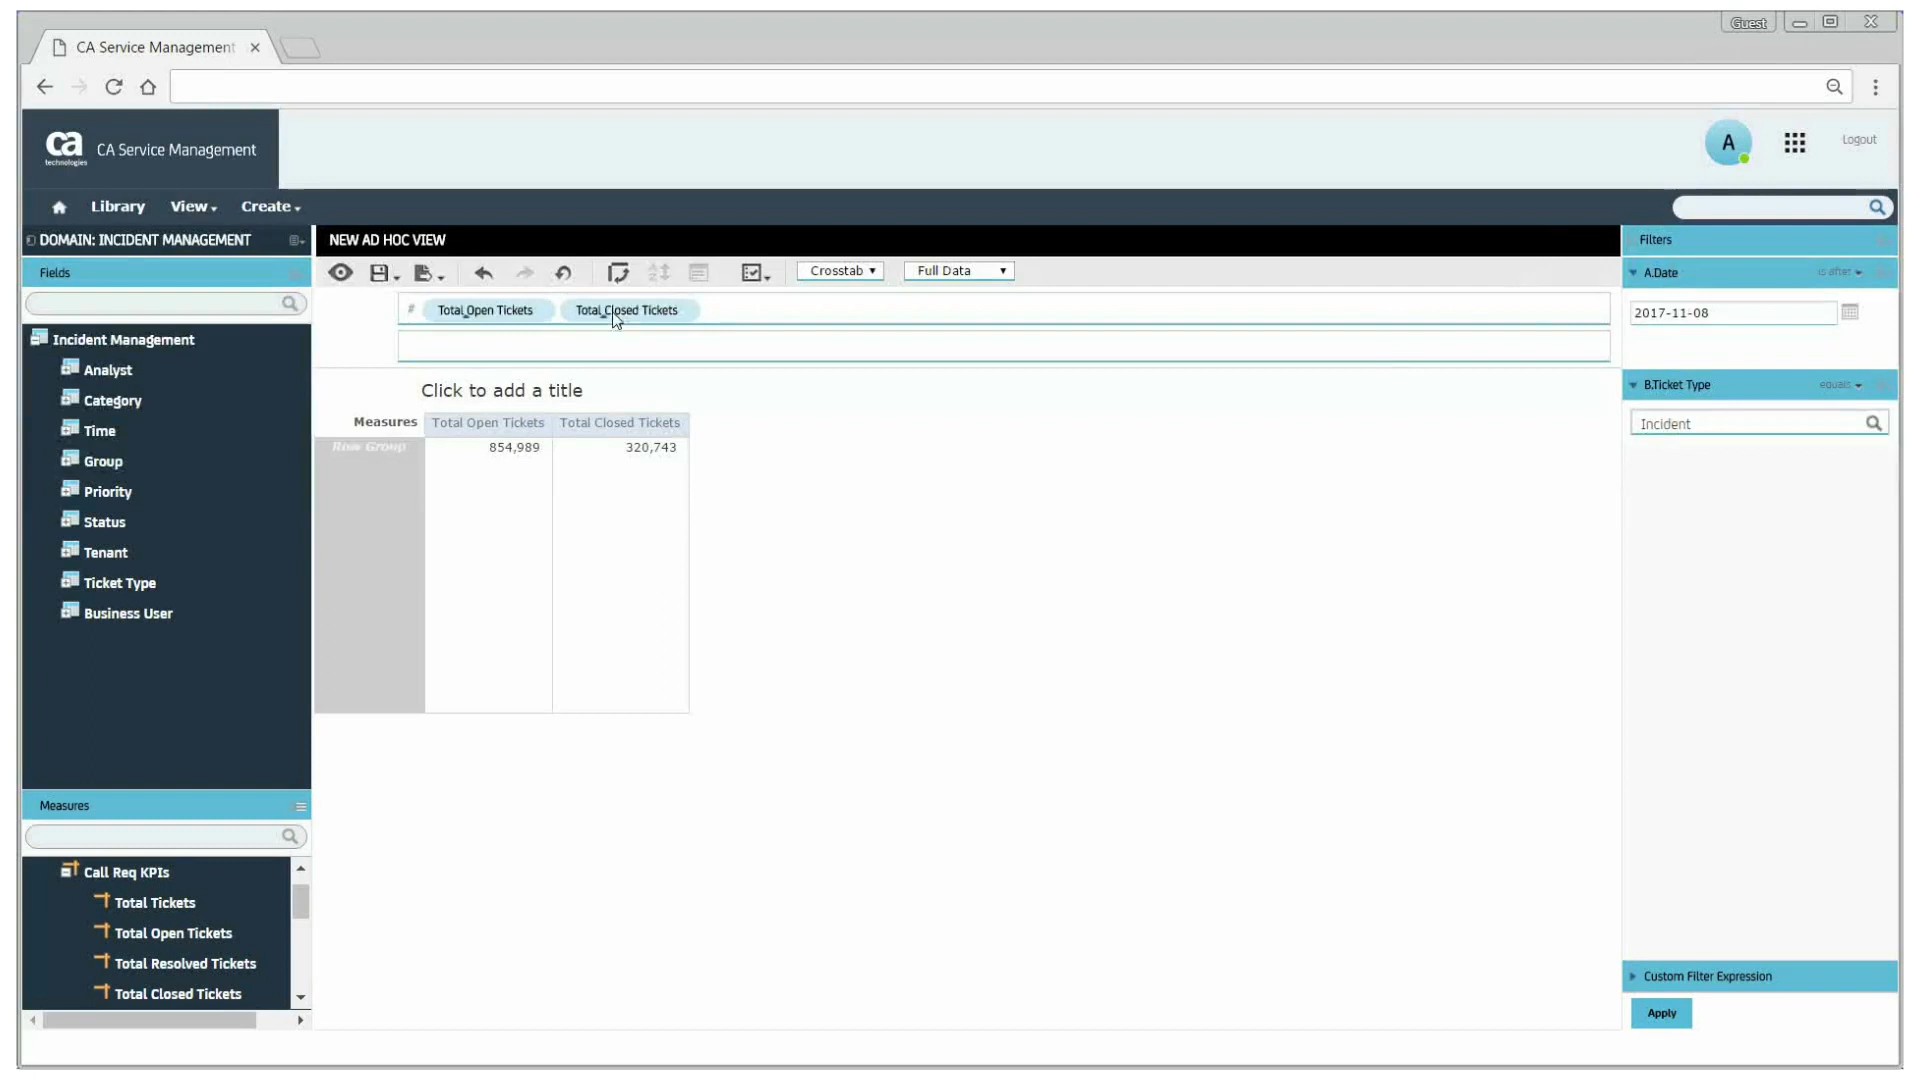 Guest
CA Service Management
ca
technologies
CA Service Management
A
Logout
Library
View
Create
DOMAIN: INCIDENT MANAGEMENT
NEW AD HOC VIEW
Filters
Fields
Crosstab
Full Data
A.Date
is after
# Total_Open Tickets Total_Closed Tickets
2017-11-08
Incident Management
Analyst
Category
Time
Group
Priority
Status
Tenant
Ticket Type
Business User
Click to add a title
Measures Total Open Tickets Total Closed Tickets
Row Group 854,989 320,743
B.Ticket Type
equals
Incident
Measures
Call Req KPIs
Total Tickets
Total Open Tickets
Total Resolved Tickets
Total Closed Tickets
Custom Filter Expression
Apply